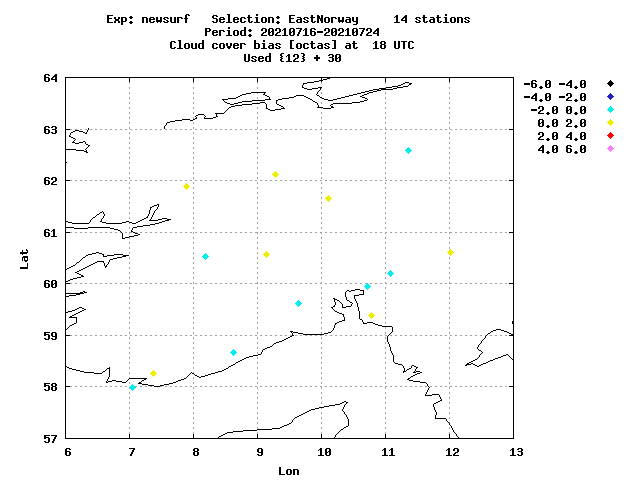 Exp: newsurf   Selection: EastNorway     14 stations
Period: 20210716-20210724
Cloud cover bias [octas] at  18 UTC
Used {12} + 30
64
63
62
61
60
59
58
57
Lat
6 7 8 9 10 11 12 13
Lon
-6.0 -4.0
-4.0 -2.0
-2.0 0.0
0.0 2.0
2.0 4.0
4.0 6.0